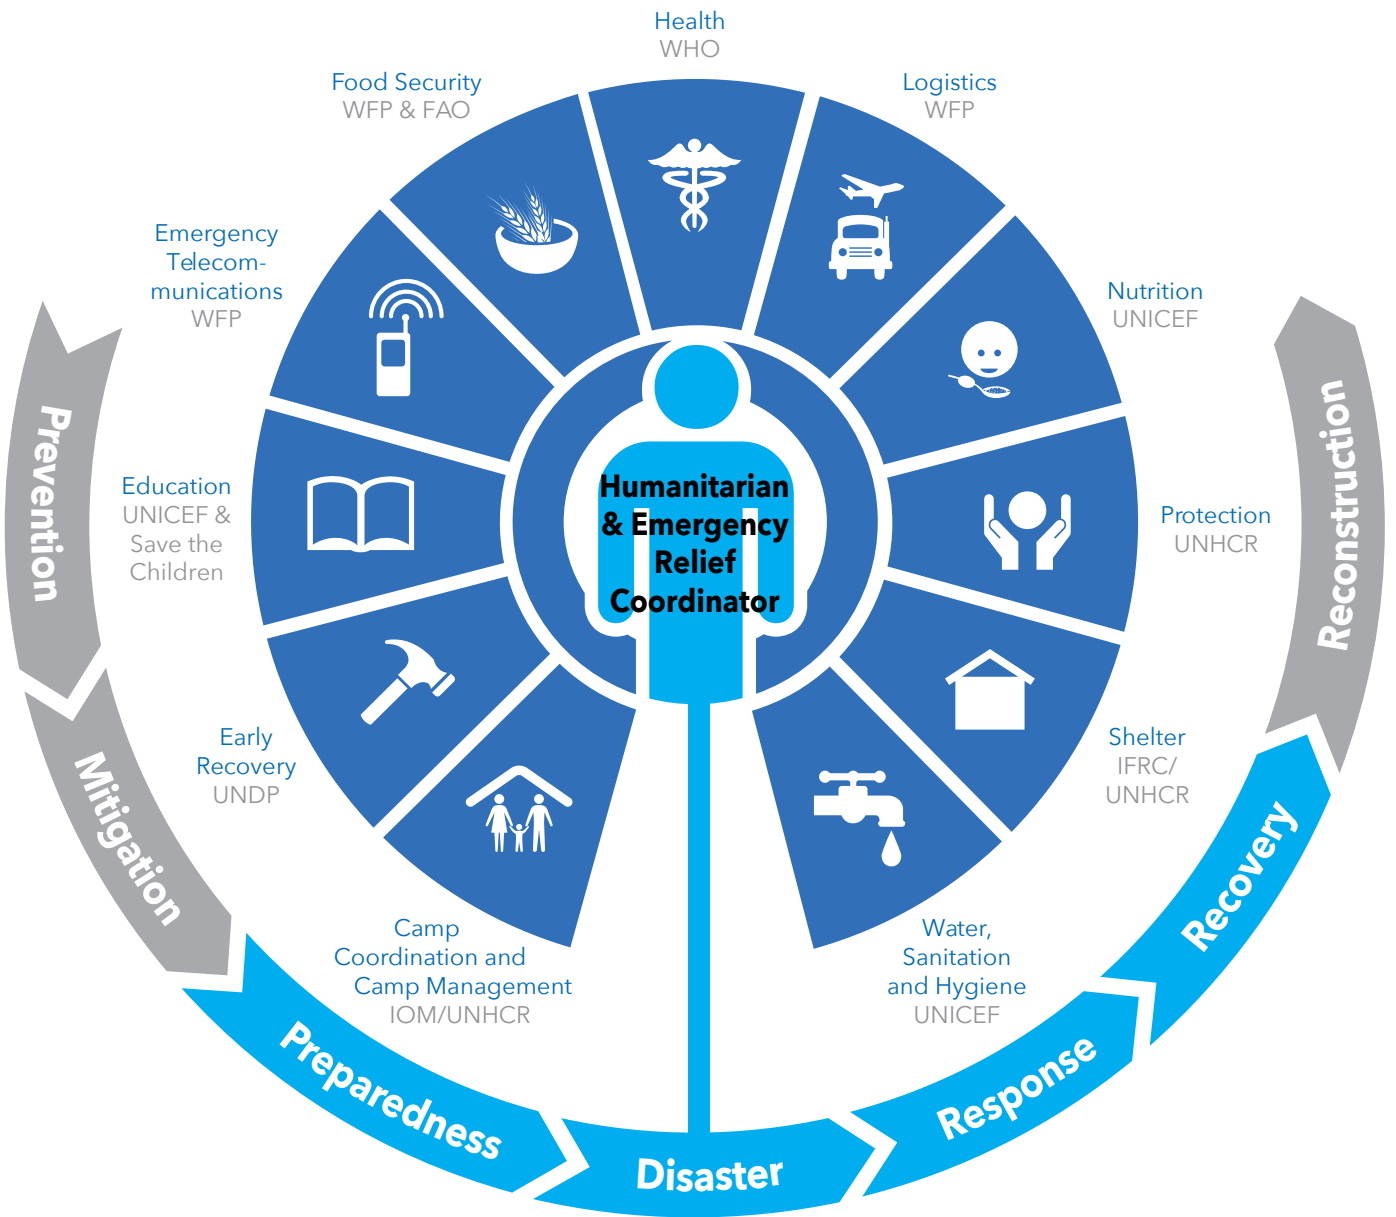 Health
WHO
Food Security
WFP & FAO
Logistics
WFP
Emergency
Telecom-
munications
WFP
Nutrition
UNICEF
Education
UNICEF &
Save the
Children
Protection
UNHCR
Humanitarian
& Emergency
Relief
Coordinator
Early
Recovery
UNDP
Shelter
IFRC/
UNHCR
Camp
Coordination and
Camp Management
IOM/UNHCR
Water,
Sanitation
and Hygiene
UNICEF
Prevention
Mitigation
Preparedness
Disaster
Response
Recovery
Reconstruction